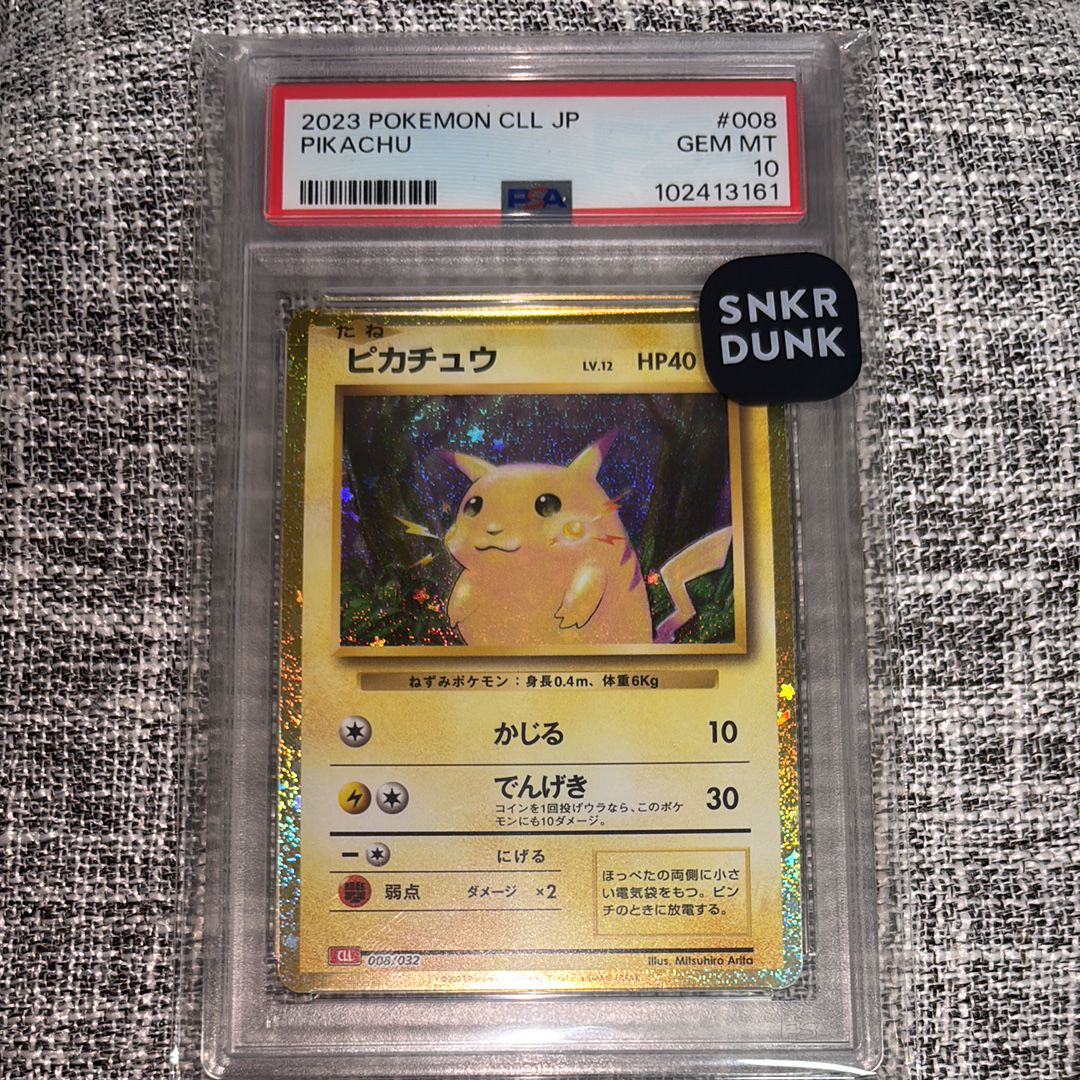 2023 POKEMON CLL JP #008
PIKACHU GEM MT
10
PSA 102413161
SNKR
DUNK
たね
ピカチュウ LV.12 HP40
ねずみポケモン:身長0.4m、体重6Kg
かじる 10
でんげき 30
コインを1回投げウラなら、このポケ
モンにも10ダメージ。
にげる
弱点 ダメージ ×2
ほっぺたの両側に小さ
い電気袋をもつ。ピン
チのときに放電する。
CLL 008/032 Illus. Mitsuhiro Arita